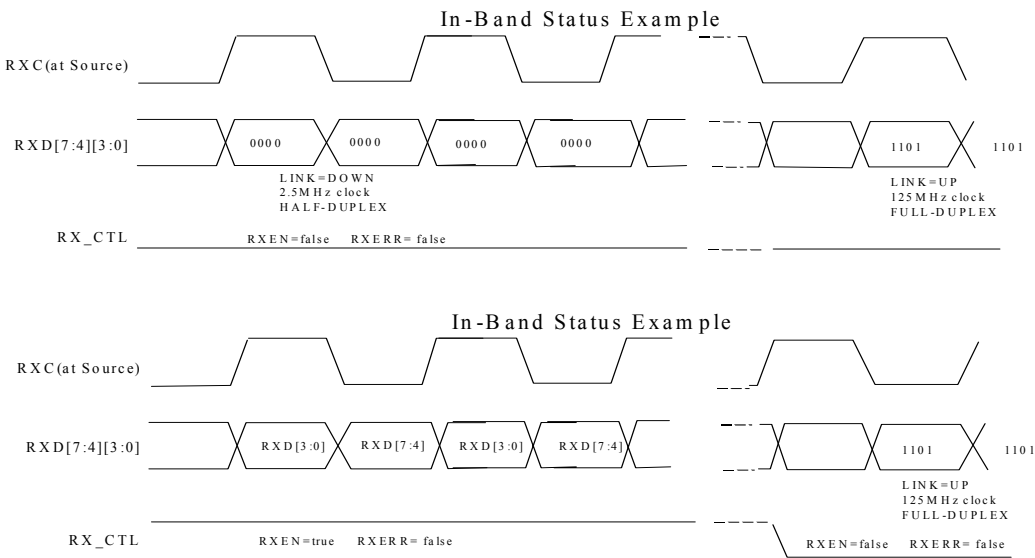 In-Band Status Example
RXC(at Source)
RXD[7:4][3:0]
0000 0000 0000 0000 1101 1101
LINK=DOWN
2.5MHz clock
HALF-DUPLEX
LINK=UP
125MHz clock
FULL-DUPLEX
RX_CTL
RXEN=false RXERR= false
In-Band Status Example
RXC(at Source)
RXD[7:4][3:0]
RXD[3:0] RXD[7:4] RXD[3:0] RXD[7:4] 1101 1101
LINK=UP
125MHz clock
FULL-DUPLEX
RX_CTL
RXEN=true RXERR= false
RXEN=false RXERR= false